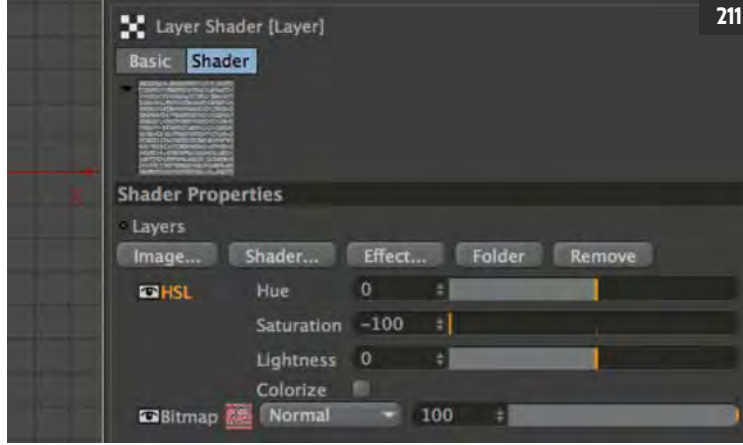 211
Layer Shader [Layer]
Basic Shader
Shader Properties
Layers
Image... Shader... Effect... Folder Remove
HSL Hue 0
Saturation -100
Lightness 0
Colorize
Bitmap Normal 100